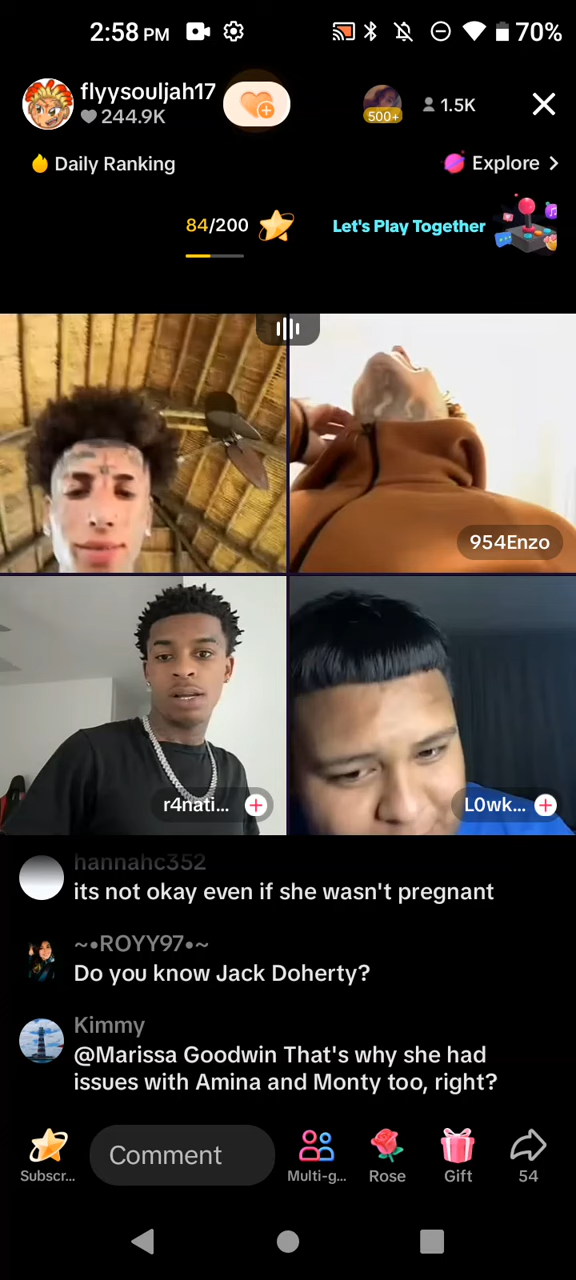 2:58 PM
70%
flyysouljah17
244.9K
500+
1.5K
Daily Ranking
Explore
84/200
Let's Play Together
954Enzo
r4nati...
L0wk...
hannahc352
its not okay even if she wasn't pregnant
~•ROYY97•~
Do you know Jack Doherty?
Kimmy
@Marissa Goodwin That's why she had
issues with Amina and Monty too, right?
Comment
Subscr...
Multi-g...
Rose
Gift
54